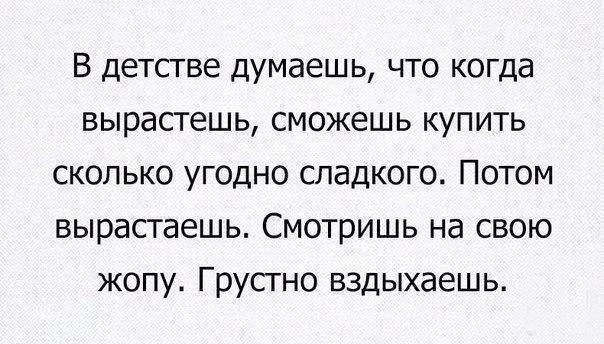 В детстве думаешь, что когда
вырастешь, сможешь купить
сколько угодно сладкого. Потом
вырастаешь. Смотришь на свою
жопу. Грустно вздыхаешь.